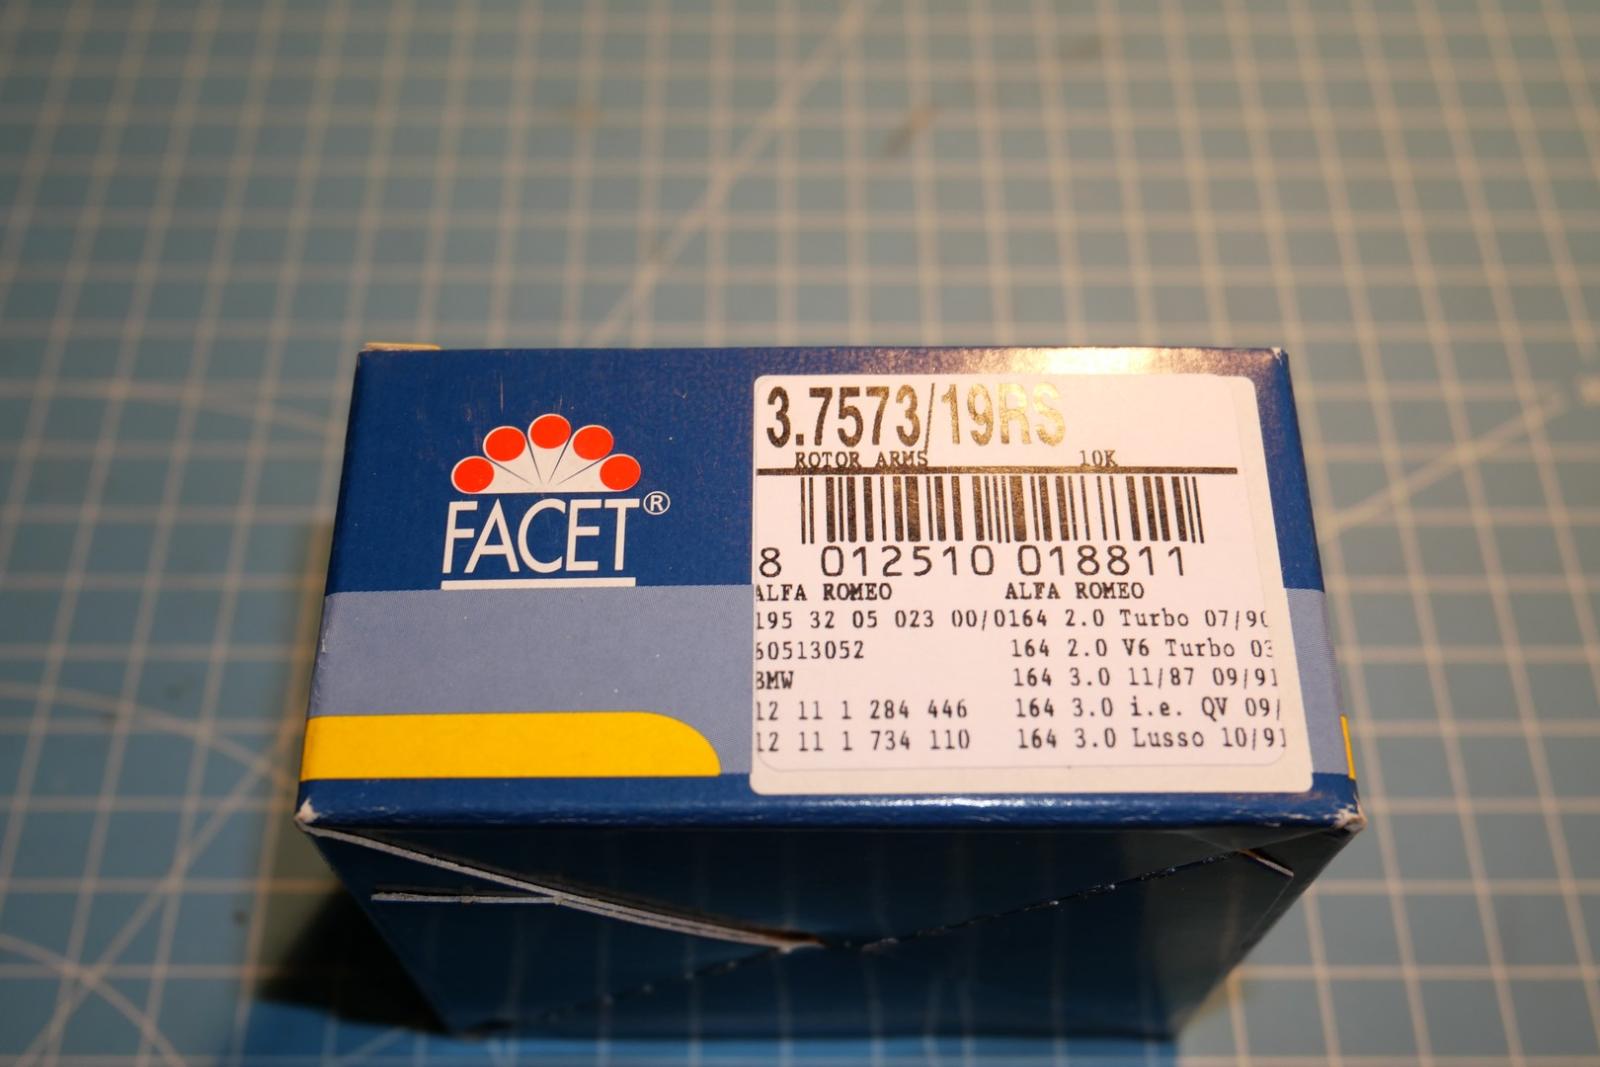 FACET®
3.7573/19RS
ROTOR ARMS 10K
8 012510 018811
ALFA ROMEO ALFA ROMEO
195 32 05 023 00/0164 2.0 Turbo 07/90
60513052 164 2.0 V6 Turbo 03
BMW 164 3.0 11/87 09/91
12 11 1 284 446 164 3.0 i.e. QV 09/
12 11 1 734 110 164 3.0 Lusso 10/91